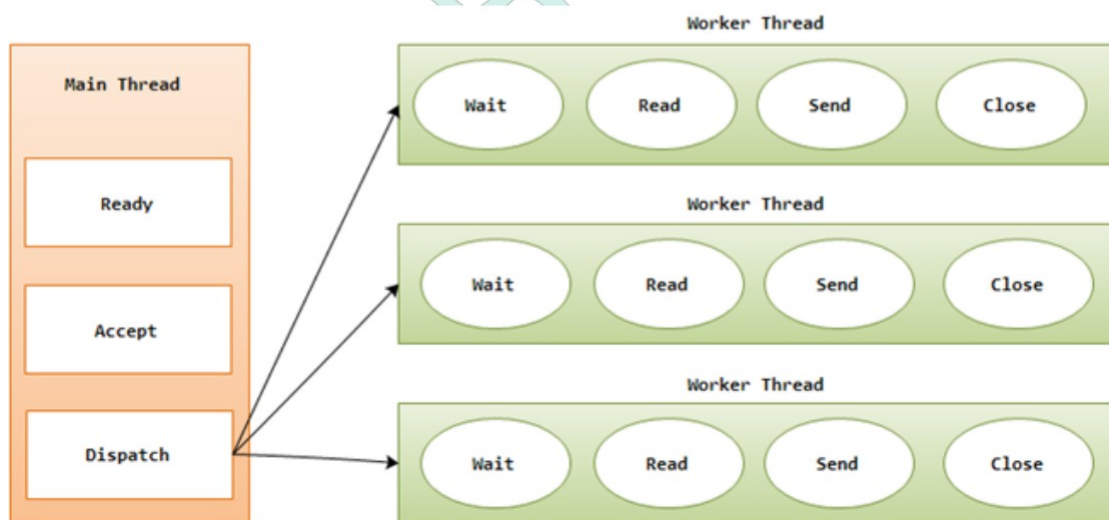 Main Thread
Ready
Accept
Dispatch
Worker Thread
Wait Read Send Close
Worker Thread
Wait Read Send Close
Worker Thread
Wait Read Send Close